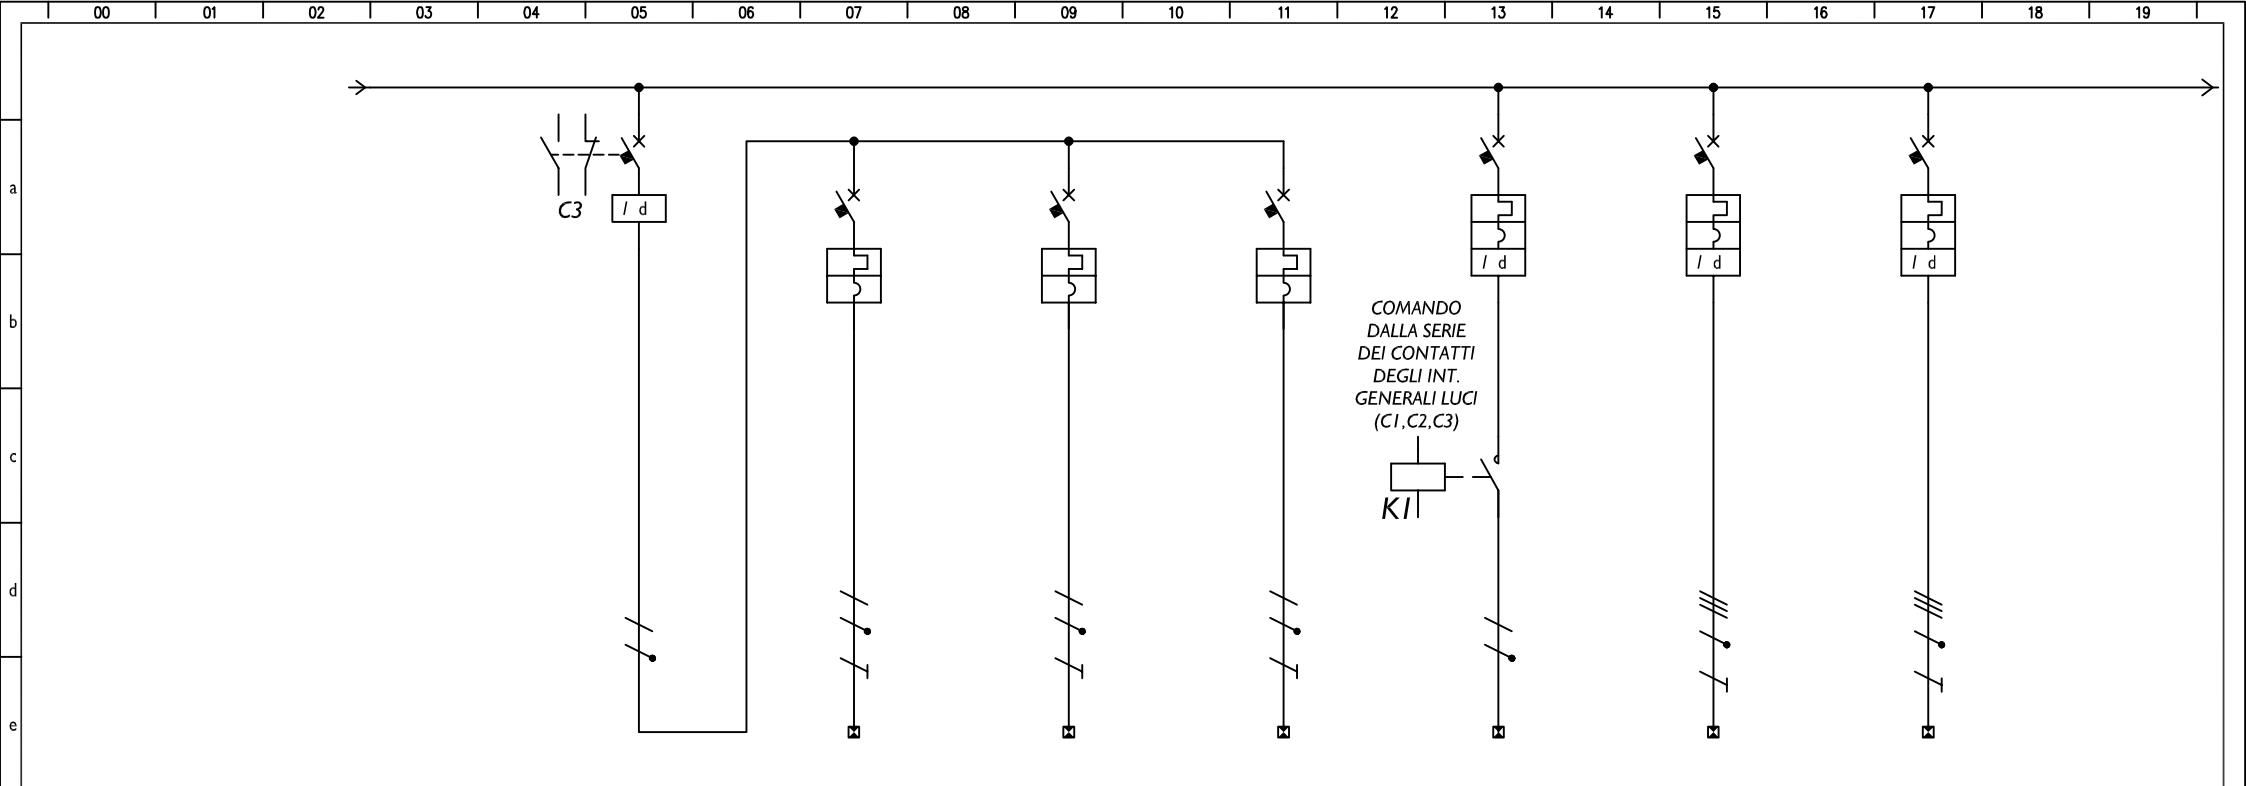 00 01 02 03 04 05 06 07 08 09 10 11 12 13 14 15 16 17 18 19
a
C3
I d
I d
I d
I d
b
COMANDO
DALLA SERIE
DEI CONTATTI
DEGLI INT.
GENERALI LUCI
(C1,C2,C3)
c
K1
d
e